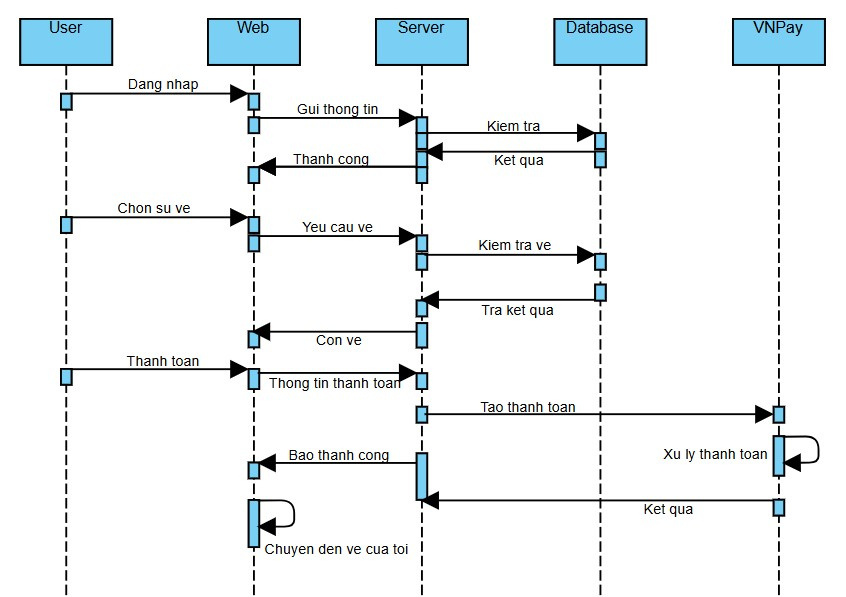 User
Web
Server
Database
VNPay
Dang nhap
Gui thong tin
Kiem tra
Thanh cong
Ket qua
Chon su ve
Yeu cau ve
Kiem tra ve
Tra ket qua
Con ve
Thanh toan
Thong tin thanh toan
Tao thanh toan
Xu ly thanh toan
Bao thanh cong
Ket qua
Chuyen den ve cua toi